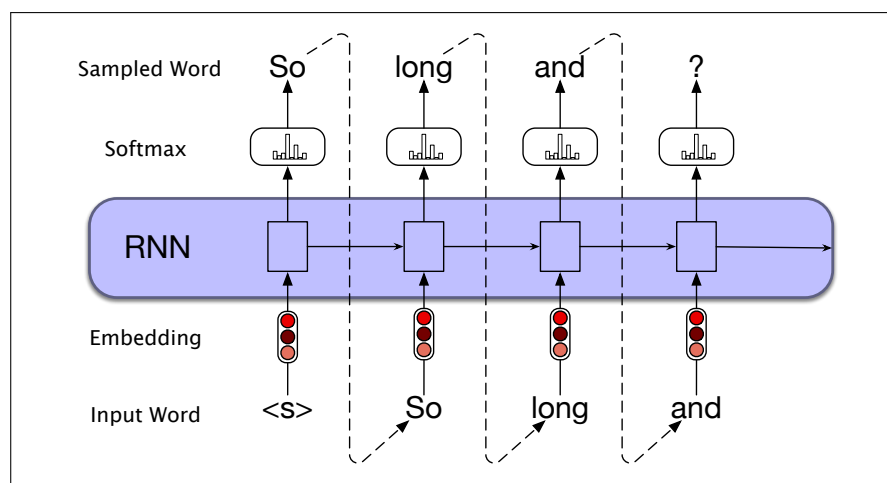 Sampled Word So long and ?
Softmax
RNN
Embedding
Input Word <s> So long and